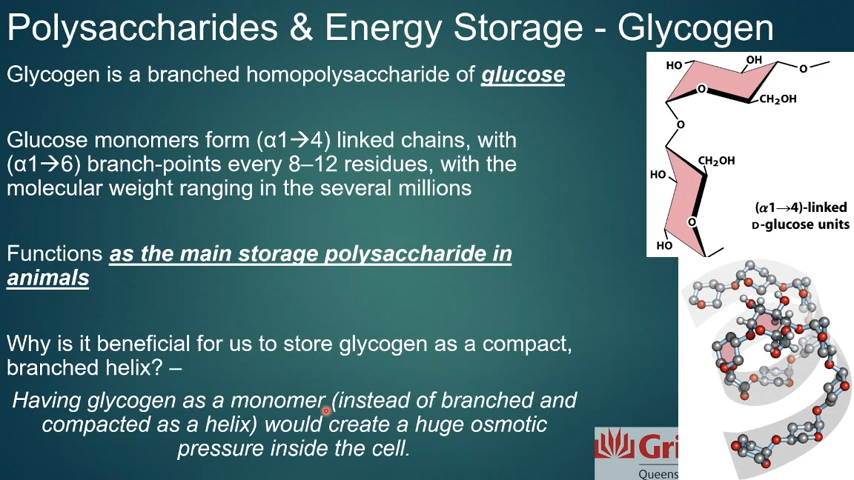 Polysaccharides & Energy Storage - Glycogen
Glycogen is a branched homopolysaccharide of glucose
Glucose monomers form (α1→4) linked chains, with
(α1→6) branch-points every 8–12 residues, with the
molecular weight ranging in the several millions
Functions as the main storage polysaccharide in
animals
Why is it beneficial for us to store glycogen as a compact,
branched helix? –
Having glycogen as a monomer (instead of branched and
compacted as a helix) would create a huge osmotic
pressure inside the cell.
HO
OH
O
O
CH₂OH
O
CH₂OH
HO
O
HO
(α1→4)-linked
D-glucose units
Gri
Queens